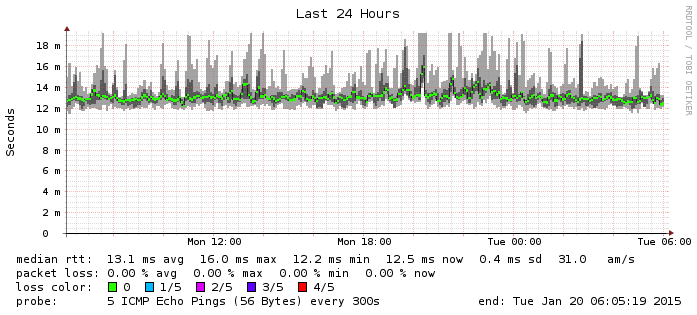 Last 24 Hours
RRDTOOL / TOBI OETIKER
Seconds
18 m
16 m
14 m
12 m
10 m
8 m
6 m
4 m
2 m
0
Mon 12:00 Mon 18:00 Tue 00:00 Tue 06:00
median rtt: 13.1 ms avg 16.0 ms max 12.2 ms min 12.5 ms now 0.4 ms sd 31.0 am/s
packet loss: 0.00 % avg 0.00 % max 0.00 % min 0.00 % now
loss color: 0 1/5 2/5 3/5 4/5
probe: 5 ICMP Echo Pings (56 Bytes) every 300s end: Tue Jan 20 06:05:19 2015